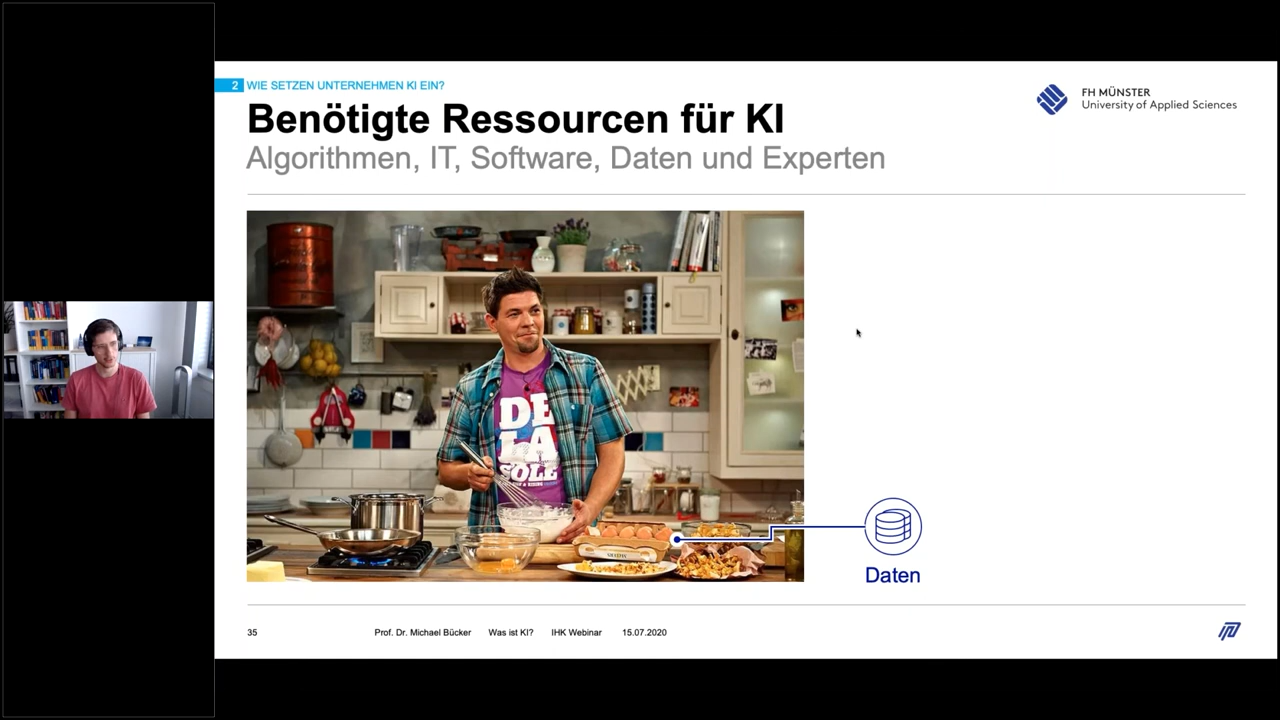 2 WIE SETZEN UNTERNEHMEN KI EIN?
Benötigte Ressourcen für KI
Algorithmen, IT, Software, Daten und Experten
FH MÜNSTER
University of Applied Sciences
DE
LA
SOLL
Daten
35 Prof. Dr. Michael Bücker Was ist KI? IHK Webinar 15.07.2020